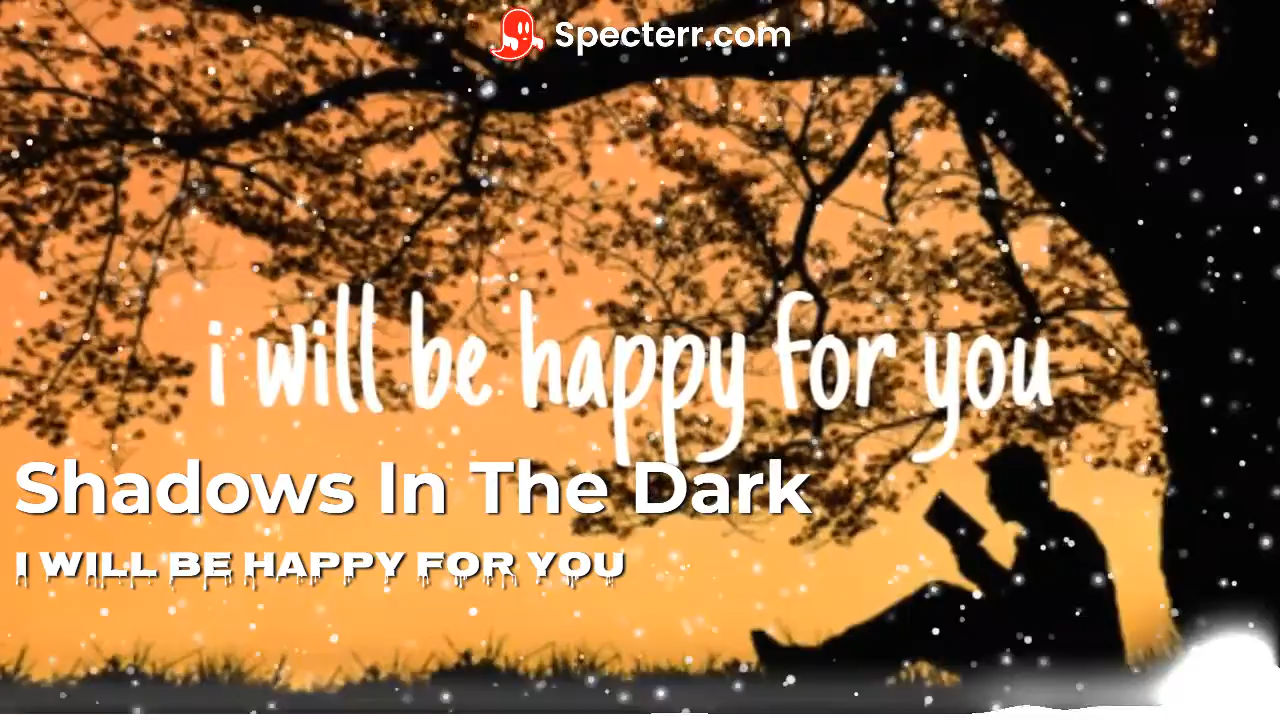 Specterr.com
i will be happy for you
Shadows In The Dark
I WILL BE HAPPY FOR YOU